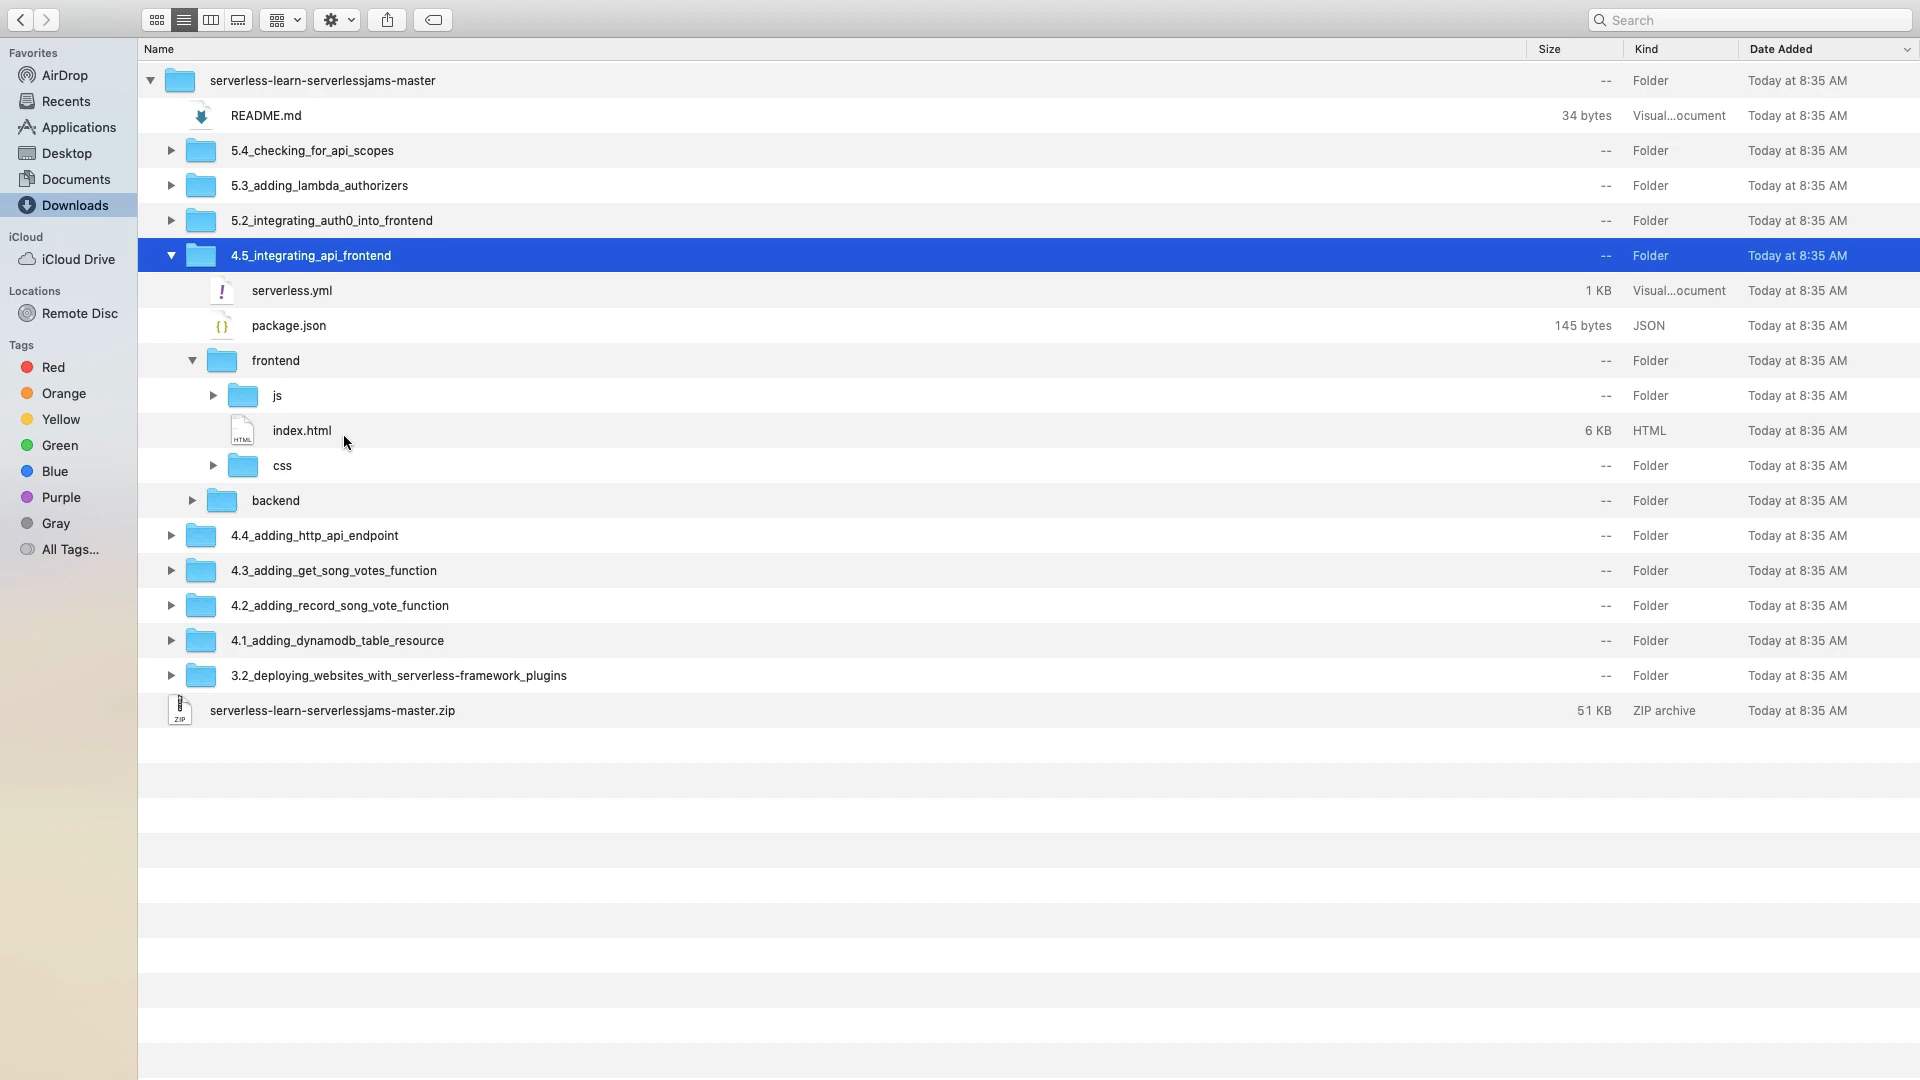 Search
Favorites
AirDrop
Recents
Applications
Desktop
Documents
Downloads
iCloud
iCloud Drive
Locations
Remote Disc
Tags
Red
Orange
Yellow
Green
Blue
Purple
Gray
All Tags...
Name Size Kind Date Added
serverless-learn-serverlessjams-master -- Folder Today at 8:35 AM
README.md 34 bytes Visual...ocument Today at 8:35 AM
5.4_checking_for_api_scopes -- Folder Today at 8:35 AM
5.3_adding_lambda_authorizers -- Folder Today at 8:35 AM
5.2_integrating_auth0_into_frontend -- Folder Today at 8:35 AM
4.5_integrating_api_frontend -- Folder Today at 8:35 AM
! serverless.yml 1 KB Visual...ocument Today at 8:35 AM
{} package.json 145 bytes JSON Today at 8:35 AM
frontend -- Folder Today at 8:35 AM
js -- Folder Today at 8:35 AM
HTML index.html 6 KB HTML Today at 8:35 AM
css -- Folder Today at 8:35 AM
backend -- Folder Today at 8:35 AM
4.4_adding_http_api_endpoint -- Folder Today at 8:35 AM
4.3_adding_get_song_votes_function -- Folder Today at 8:35 AM
4.2_adding_record_song_vote_function -- Folder Today at 8:35 AM
4.1_adding_dynamodb_table_resource -- Folder Today at 8:35 AM
3.2_deploying_websites_with_serverless-framework_plugins -- Folder Today at 8:35 AM
ZIP serverless-learn-serverlessjams-master.zip 51 KB ZIP archive Today at 8:35 AM